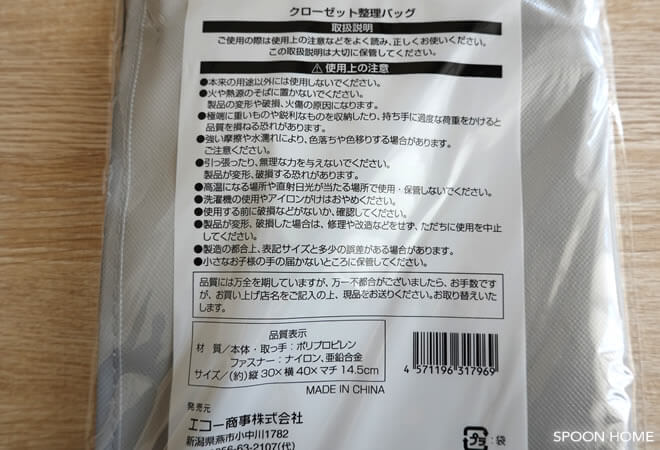 クローゼット整理バッグ
取扱説明
ご使用の際は使用上の注意などをよく読み、正しくお使いください。
この取扱説明は大切に保管してください。
⚠使用上の注意
●本来の用途以外には使用しないでください。
●火や熱源のそばに置かないでください。
製品の変形や破損、火傷の原因になります。
●極端に重いものや鋭利なものを収納したり、持ち手に過度な荷重をかけると
品質を損ねる恐れがあります。
●強い摩擦や水濡れにより、色落ちや色移りする場合があります。
ご注意ください。
●引っ張ったり、無理な力を与えないでください。
製品が変形、破損する恐れがあります。
●高温になる場所や直射日光が当たる場所で使用・保管しないでください。
●洗濯機の使用やアイロンがけはおやめください。
●使用する前に破損などがないか、確認してください。
●製品が変形、破損した場合は、修理や改造などをせず、ただちに使用を中止
してください。
●製造の都合上、表記サイズと多少の誤差がある場合があります。
●小さなお子様の手の届かないところに保管してください。
品質には万全を期していますが、万一不都合がございましたら、お手数です
が、お買い上げ店名をご記入の上、現品をお送りください。お取り替えいた
します。
品質表示
材 質/本体・取っ手:ポリプロピレン
ファスナー:ナイロン、亜鉛合金
サイズ/(約)縦30×横40×マチ14.5cm
MADE IN CHINA
4 571196 317969
発売元
エコー商事株式会社
新潟県燕市小中川1782
56-63-2107(代)
プラ:袋
SPOON HOME